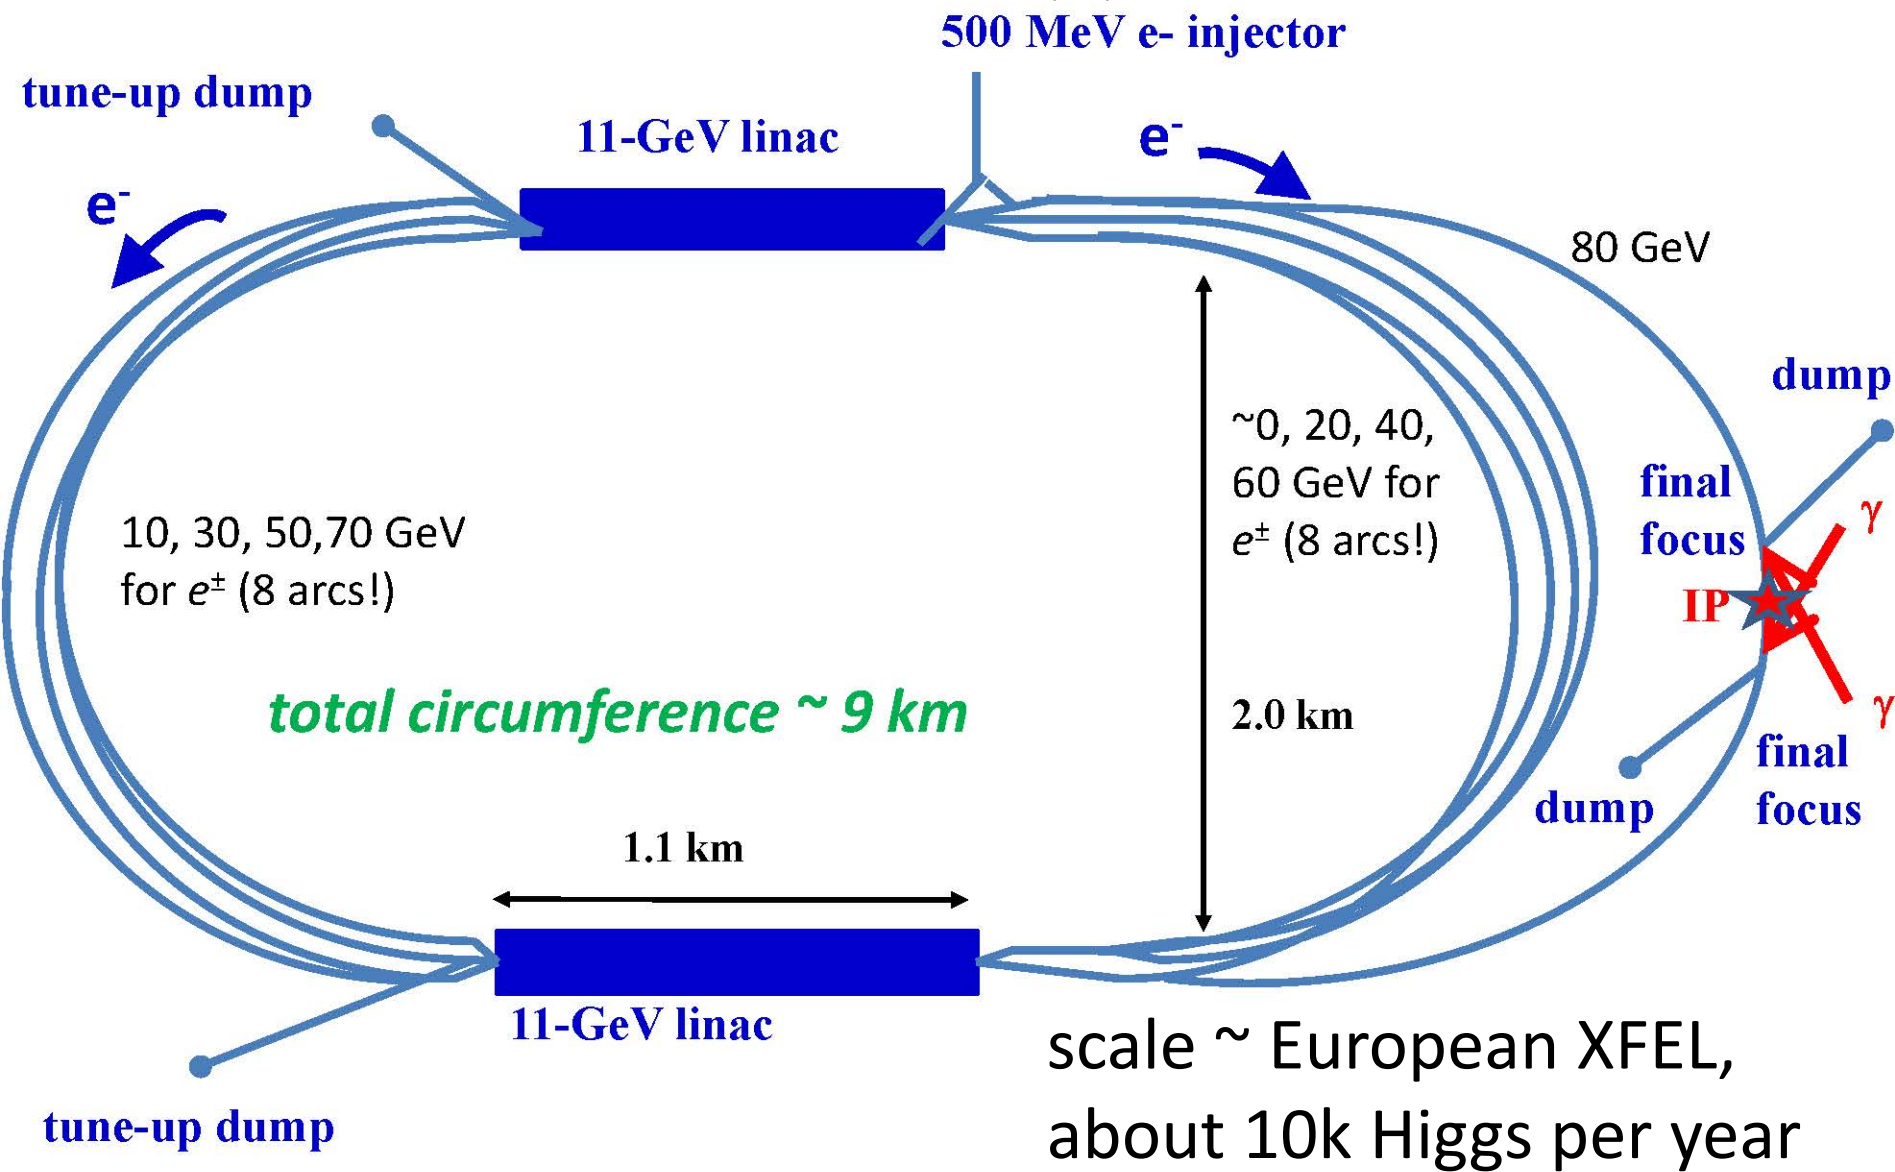 500 MeV e- injector
tune-up dump
11-GeV linac
e-
e-
80 GeV
dump
~0, 20, 40,
60 GeV for
e± (8 arcs!)
final
focus
γ
10, 30, 50,70 GeV
for e± (8 arcs!)
IP
total circumference ~ 9 km
2.0 km
γ
final
focus
dump
1.1 km
11-GeV linac
scale ~ European XFEL,
about 10k Higgs per year
tune-up dump